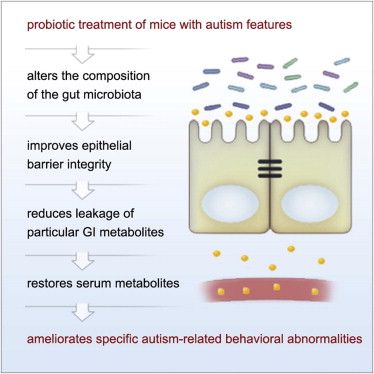 probiotic treatment of mice with autism features
alters the composition
of the gut microbiota
improves epithelial
barrier integrity
reduces leakage of
particular GI metabolites
restores serum metabolites
ameliorates specific autism-related behavioral abnormalities